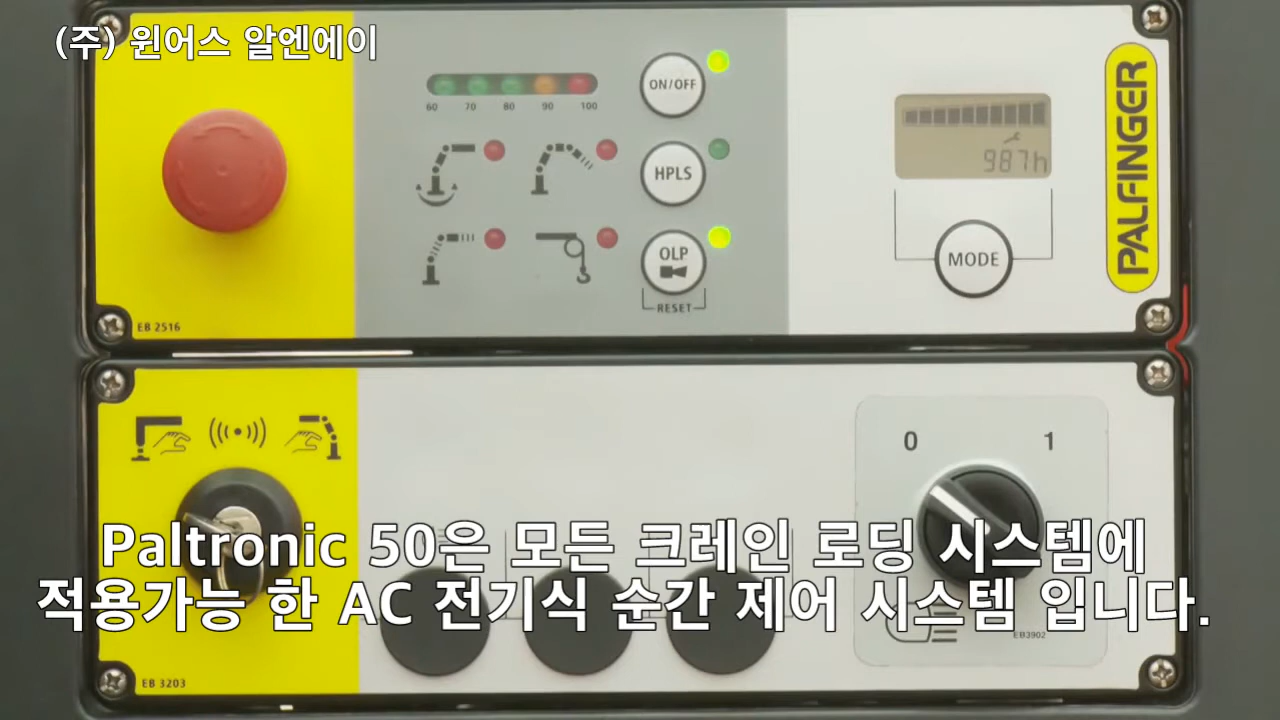 (주) 윈어스 알엔에이
60 70 80 90 100
ON/OFF
HPLS
OLP
RESET
987h
MODE
PALFINGER
EB 2516
0 1
Paltronic 50은 모든 크레인 로딩 시스템에
적용가능 한 AC 전기식 순간 제어 시스템 입니다.
EB3902
EB 3203